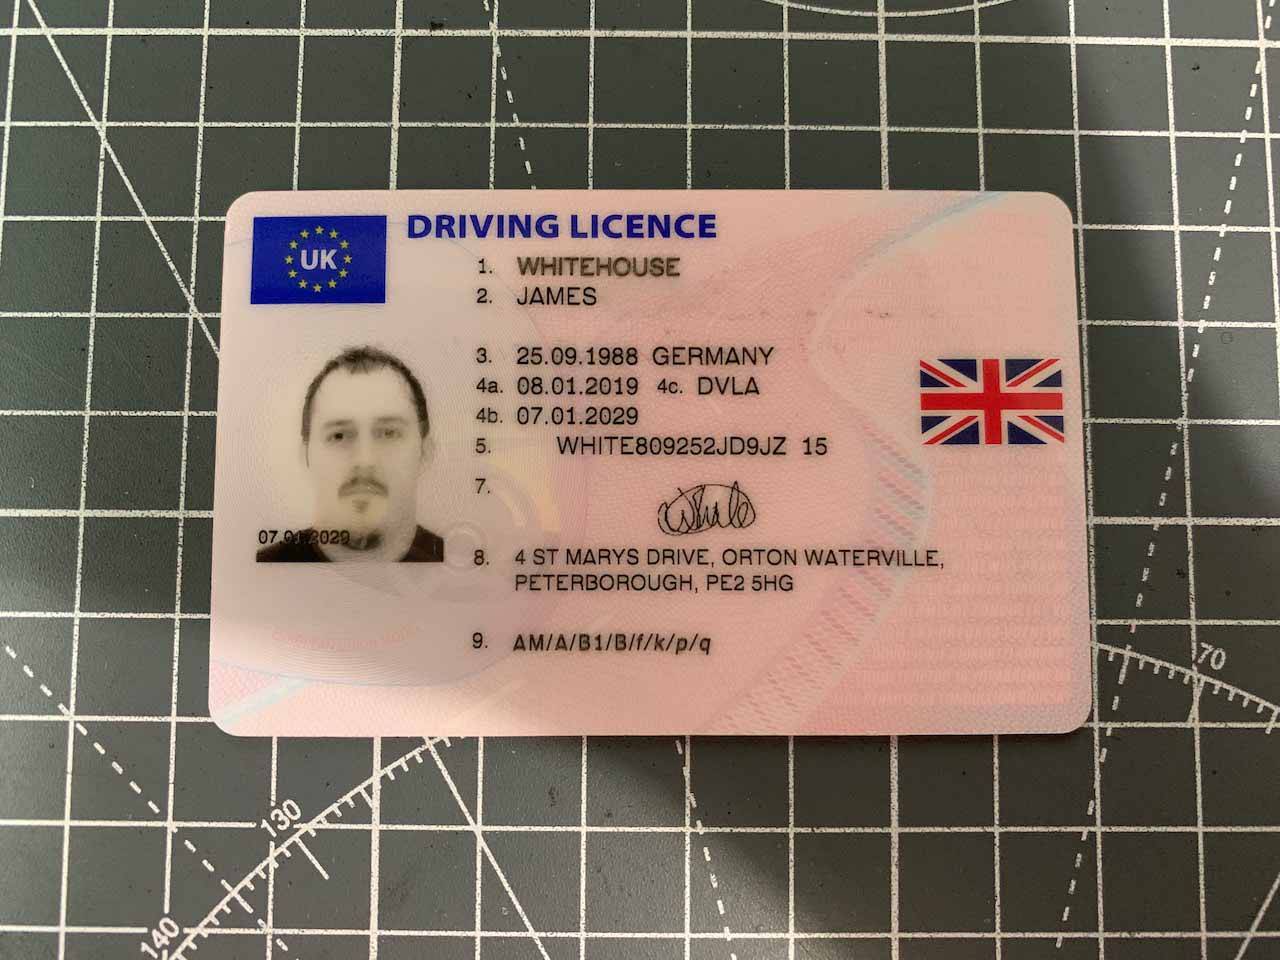 UK
DRIVING LICENCE
1. WHITEHOUSE
2. JAMES
3. 25.09.1988 GERMANY
4a. 08.01.2019 4c. DVLA
4b. 07.01.2029
5. WHITE809252JD9JZ 15
7.
07.01.2029
8. 4 ST MARYS DRIVE, ORTON WATERVILLE,
PETERBOROUGH, PE2 5HG
9. AM/A/B1/B/f/k/p/q
70
130
140